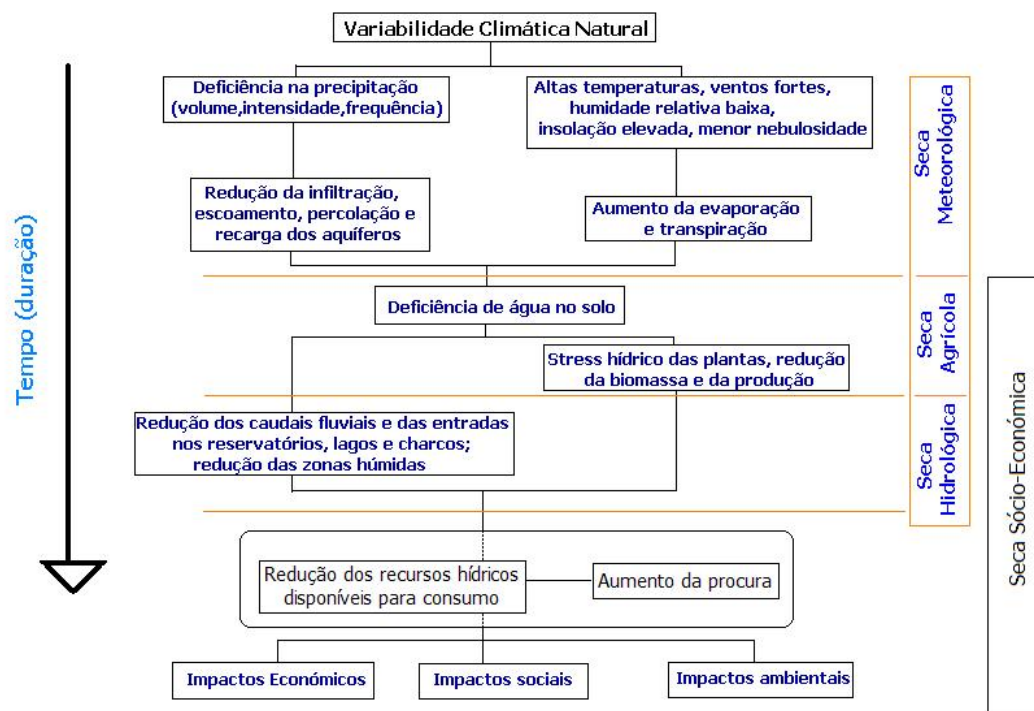 Variabilidade Climática Natural
Deficiência na precipitação
(volume,intensidade,frequência)
Altas temperaturas, ventos fortes,
humidade relativa baixa,
insolação elevada, menor nebulosidade
Redução da infiltração,
escoamento, percolação e
recarga dos aquíferos
Aumento da evaporação
e transpiração
Seca
Meteorológica
Tempo (duração)
Deficiência de água no solo
Stress hídrico das plantas, redução
da biomassa e da produção
Seca
Agrícola
Redução dos caudais fluviais e das entradas
nos reservatórios, lagos e charcos;
redução das zonas húmidas
Seca
Hidrológica
Seca Sócio-Económica
Redução dos recursos hídricos
disponíveis para consumo
Aumento da procura
Impactos Económicos
Impactos sociais
Impactos ambientais